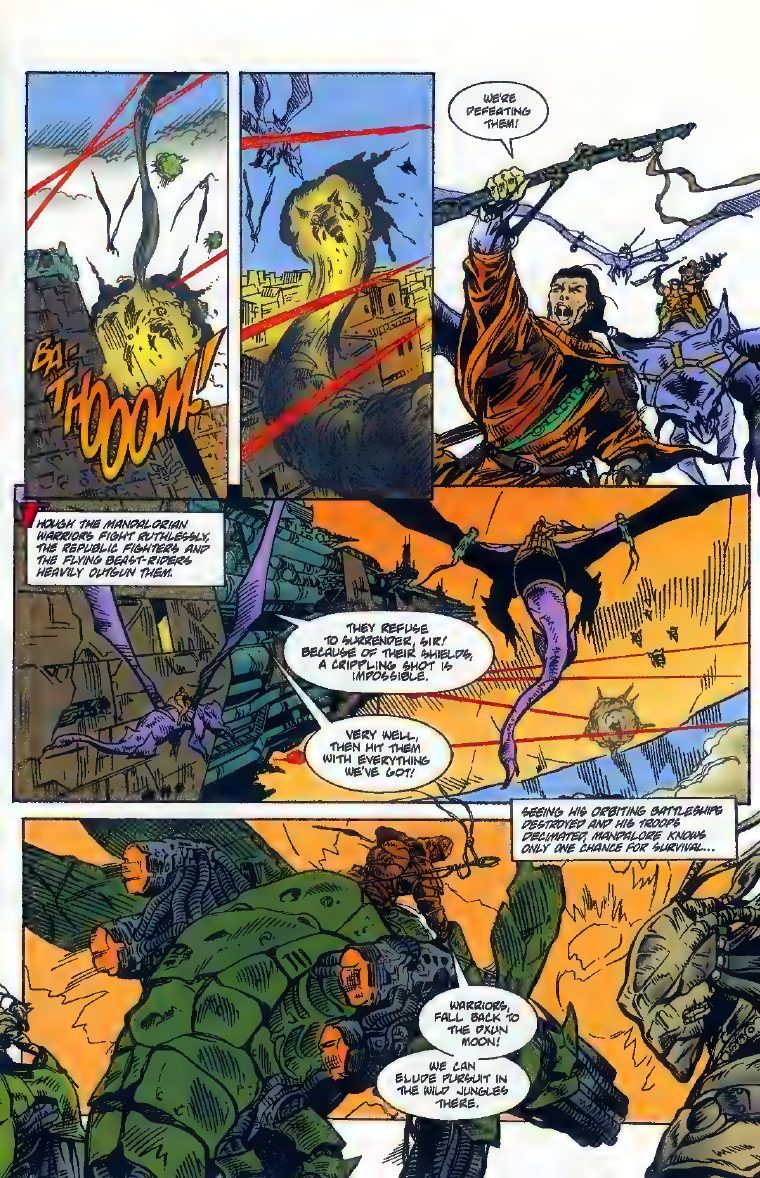 WE'RE
DEFEATING
THEM!
BA-
THOOOM!
THOUGH THE MANDALORIAN
WARRIORS FIGHT RUTHLESSLY,
THE REPUBLIC FIGHTERS AND
THE FLYING BEAST-RIDERS
HEAVILY OUTGUN THEM.
THEY REFUSE
TO SURRENDER, SIR!
BECAUSE OF THEIR SHIELDS,
A CRIPPLING SHOT IS
IMPOSSIBLE.
VERY WELL,
THEN HIT THEM
WITH EVERYTHING
WE'VE GOT!
SEEING HIS ORBITING BATTLESHIPS
DESTROYED AND HIS TROOPS
DECIMATED, MANDALORE KNOWS
ONLY ONE CHANCE FOR SURVIVAL...
WARRIORS,
FALL BACK TO
THE DXUN
MOON!
WE CAN
ELUDE PURSUIT IN
THE WILD JUNGLES
THERE.